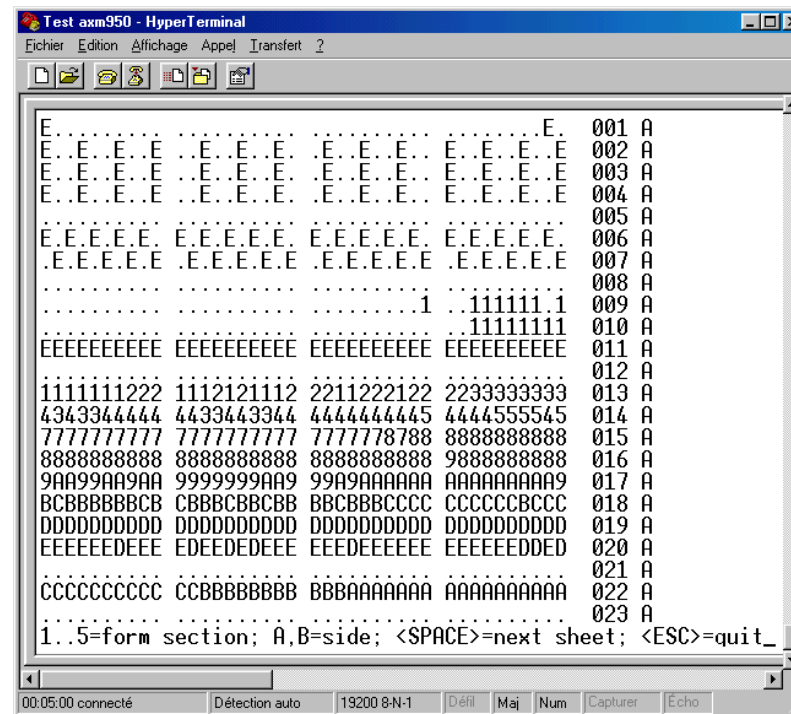 Test axm950 - HyperTerminal
Fichier Edition Affichage Appel Transfert ?
E......... .......... .......... ........E. 001 A
E..E..E..E ..E..E..E. .E..E..E.. E..E..E..E 002 A
E..E..E..E ..E..E..E. .E..E..E.. E..E..E..E 003 A
E..E..E..E ..E..E..E. .E..E..E.. E..E..E..E 004 A
.......... .......... .......... .......... 005 A
E.E.E.E.E. E.E.E.E.E. E.E.E.E.E. E.E.E.E.E. 006 A
.E.E.E.E.E .E.E.E.E.E .E.E.E.E.E .E.E.E.E.E 007 A
.......... .......... .......... .......... 008 A
.......... .......... .........1 ..111111.1 009 A
.......... .......... .......... ..11111111 010 A
EEEEEEEEEE EEEEEEEEEE EEEEEEEEEE EEEEEEEEEE 011 A
.......... .......... .......... .......... 012 A
1111111222 1112121112 2211222122 2233333333 013 A
4343344444 4433443344 4444444445 4444555545 014 A
7777777777 7777777777 7777778788 8888888888 015 A
8888888888 8888888888 8888888888 9888888888 016 A
9AA99AA9AA 9999999AA9 99A9AAAAAA AAAAAAAAA9 017 A
BCBBBBBBCB CBBBCBBCBB BBCBBBCCCC CCCCCCBCCC 018 A
DDDDDDDDDD DDDDDDDDDD DDDDDDDDDD DDDDDDDDDD 019 A
EEEEEEDEEE EDEEDEDEEE EEEDEEEEEE EEEEEEDDED 020 A
.......... .......... .......... .......... 021 A
CCCCCCCCCC CCBBBBBBBB BBBAAAAAAA AAAAAAAAAA 022 A
.......... .......... .......... .......... 023 A
1..5=form section; A,B=side; <SPACE>=next sheet; <ESC>=quit_
00:05:00 connecté Détection auto 19200 8-N-1 Défil Maj Num Capturer Écho